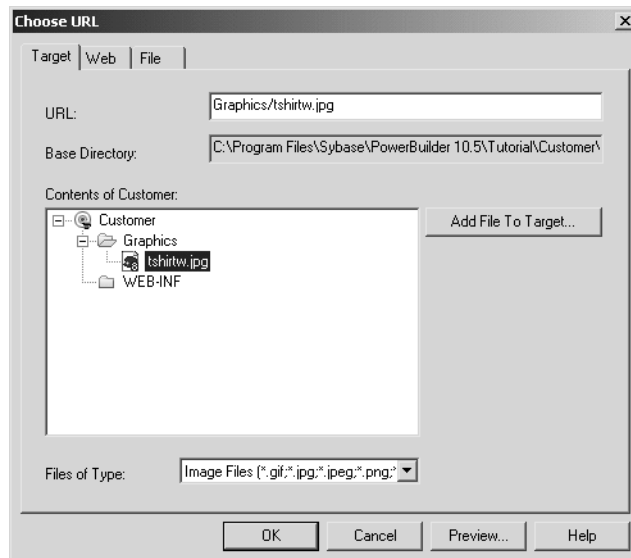 Choose URL
Target Web File
URL: Graphics/tshirtw.jpg
Base Directory: C:\Program Files\Sybase\PowerBuilder 10.5\Tutorial\Customer\
Contents of Customer:
Customer
Add File To Target...
Graphics
tshirtw.jpg
WEB-INF
Files of Type: Image Files (*.gif;*.jpg;*.jpeg;*.png;*
OK Cancel Preview... Help